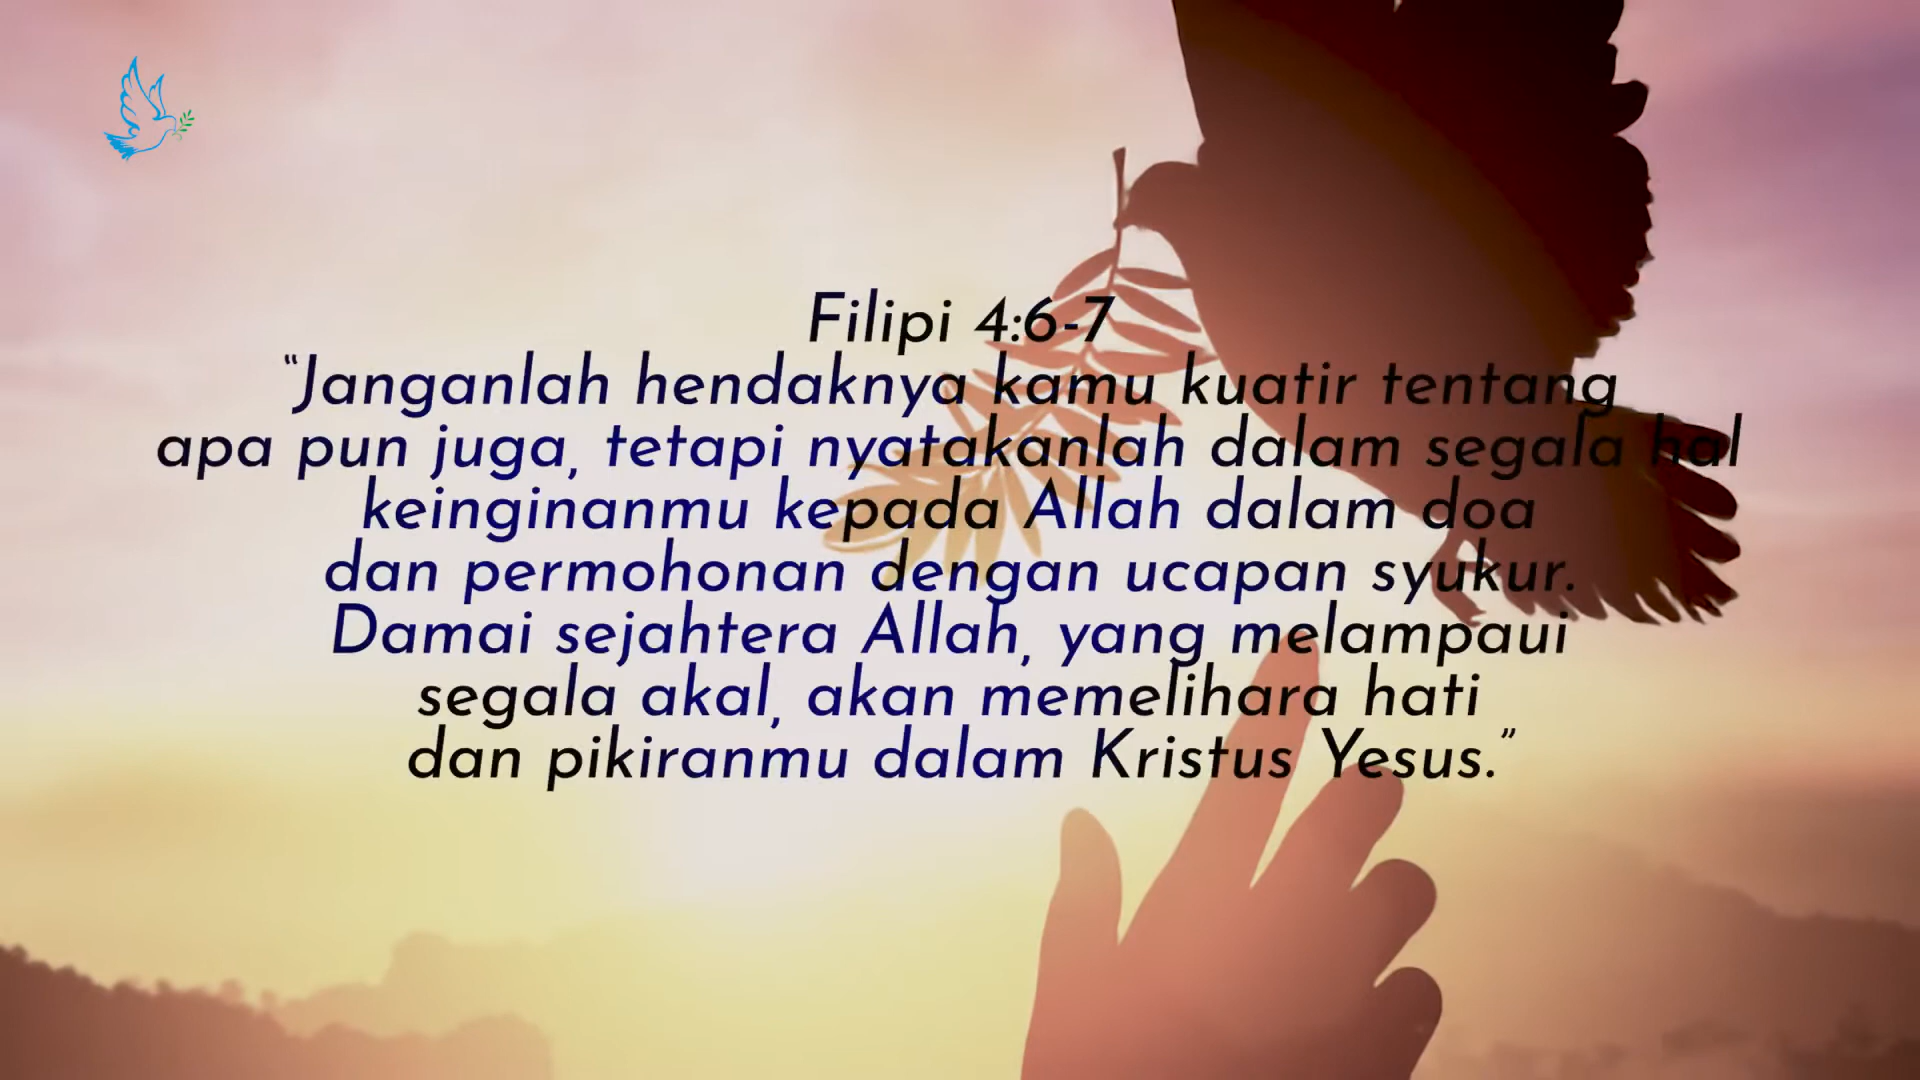 Filipi 4:6-7
“Janganlah hendaknya kamu kuatir tentang
apa pun juga, tetapi nyatakanlah dalam segala hal
keinginanmu kepada Allah dalam doa
dan permohonan dengan ucapan syukur.
Damai sejahtera Allah, yang melampaui
segala akal, akan memelihara hati
dan pikiranmu dalam Kristus Yesus.”